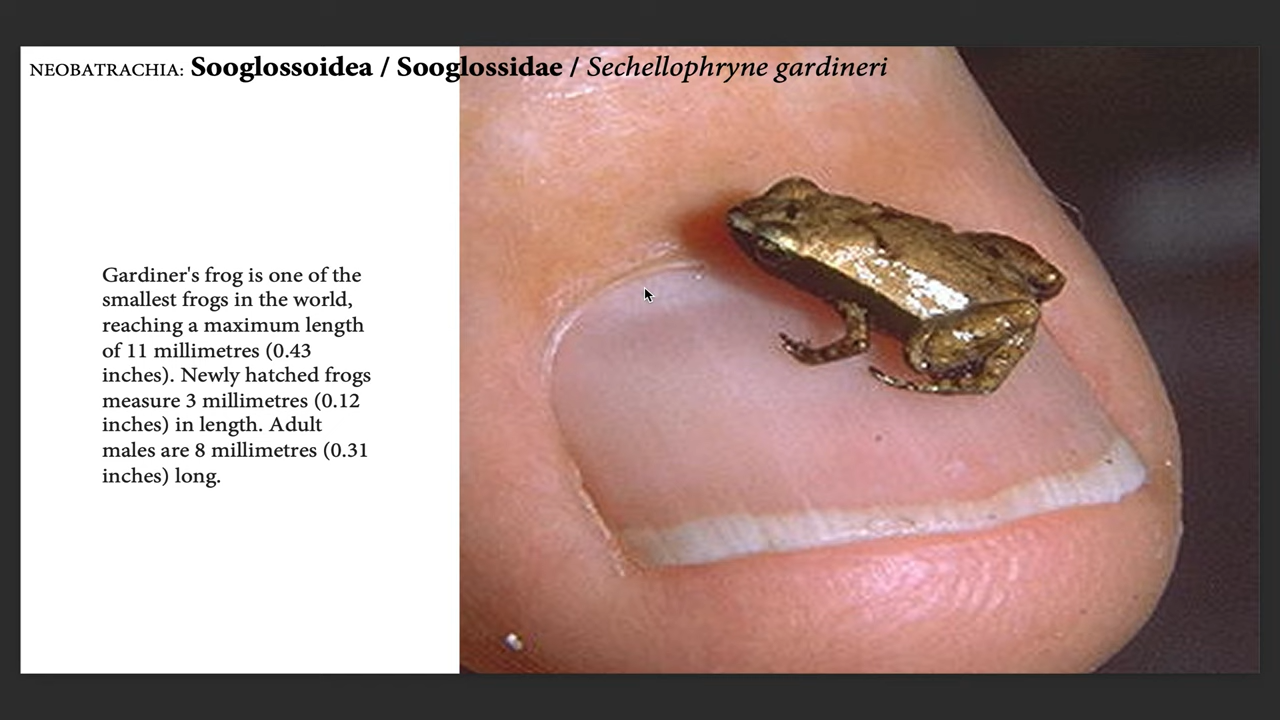 NEOBATRACHIA: Sooglossoidea / Sooglossidae / Sechellophryne gardineri
Gardiner's frog is one of the
smallest frogs in the world,
reaching a maximum length
of 11 millimetres (0.43
inches). Newly hatched frogs
measure 3 millimetres (0.12
inches) in length. Adult
males are 8 millimetres (0.31
inches) long.